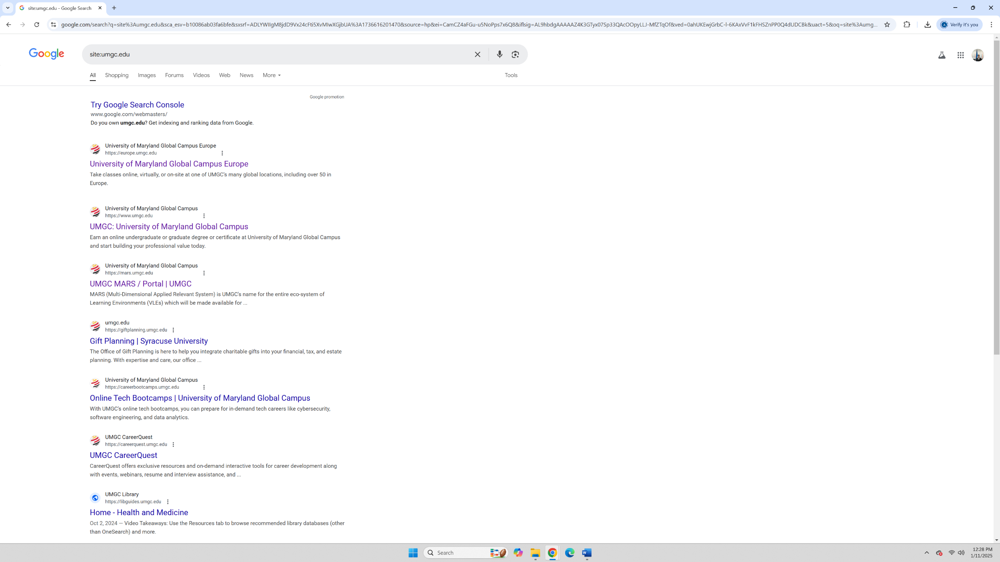 site:umgc.edu - Google Search
google.com/search?q=site%3Aumgc.edu&sca_esv=b10086ab03fa6bfe&sxsrf=ADLYWIIgM8jdD9Vx24cFti5XvMIwXGjbUA%3A1736616201470&source=hp&ei=CamCZ4aFGu-u5NoPps7x6Q8&iflsig=AL9hbdgAAAAAZ4K3GTyx07Sp33QAcOOpyLLJ-MfZTqOf&ved=0ahUKEwjGrbC-l-6KAxVvF1kFHSZnPP0Q4dUDCBk&uact=5&oq=site%3Aumg...
Verify it's you
Google
site:umgc.edu
All Shopping Images Forums Videos Web News More Tools
Google promotion
Try Google Search Console
www.google.com/webmasters/
Do you own umgc.edu? Get indexing and ranking data from Google.
University of Maryland Global Campus Europe
https://europe.umgc.edu
University of Maryland Global Campus Europe
Take classes online, virtually, or on-site at one of UMGC's many global locations, including over 50 in
Europe.
University of Maryland Global Campus
https://www.umgc.edu
UMGC: University of Maryland Global Campus
Earn an online undergraduate or graduate degree or certificate at University of Maryland Global Campus
and start building your professional value today.
University of Maryland Global Campus
https://mars.umgc.edu
UMGC MARS / Portal | UMGC
MARS (Multi-Dimensional Applied Relevant System) is UMGC's name for the entire eco-system of
Learning Environments (VLEs) which will be made available for ...
umgc.edu
https://giftplanning.umgc.edu
Gift Planning | Syracuse University
The Office of Gift Planning is here to help you integrate charitable gifts into your financial, tax, and estate
planning. With expertise and care, our office ...
University of Maryland Global Campus
https://careerbootcamps.umgc.edu
Online Tech Bootcamps | University of Maryland Global Campus
With UMGC's online tech bootcamps, you can prepare for in-demand tech careers like cybersecurity,
software engineering, and data analytics.
UMGC CareerQuest
https://careerquest.umgc.edu
UMGC CareerQuest
CareerQuest offers exclusive resources and on-demand interactive tools for career development along
with events, webinars, resume and interview assistance, and ...
UMGC Library
https://libguides.umgc.edu
Home - Health and Medicine
Oct 2, 2024 — Video Takeaways: Use the Resources tab to browse recommended library databases (other
than OneSearch) and more.
Search
12:28 PM
1/11/2025